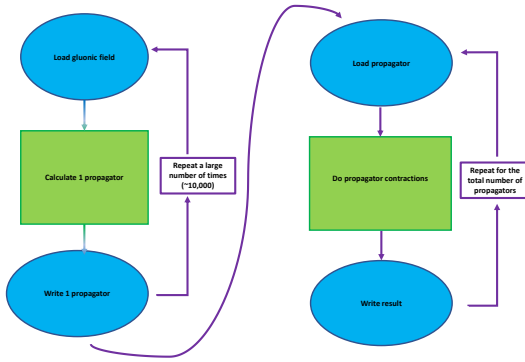 Load gluonic field
Calculate 1 propagator
Write 1 propagator
Repeat a large
number of times
(~10,000)
Load propagator
Do propagator contractions
Write result
Repeat for the
total number of
propagators